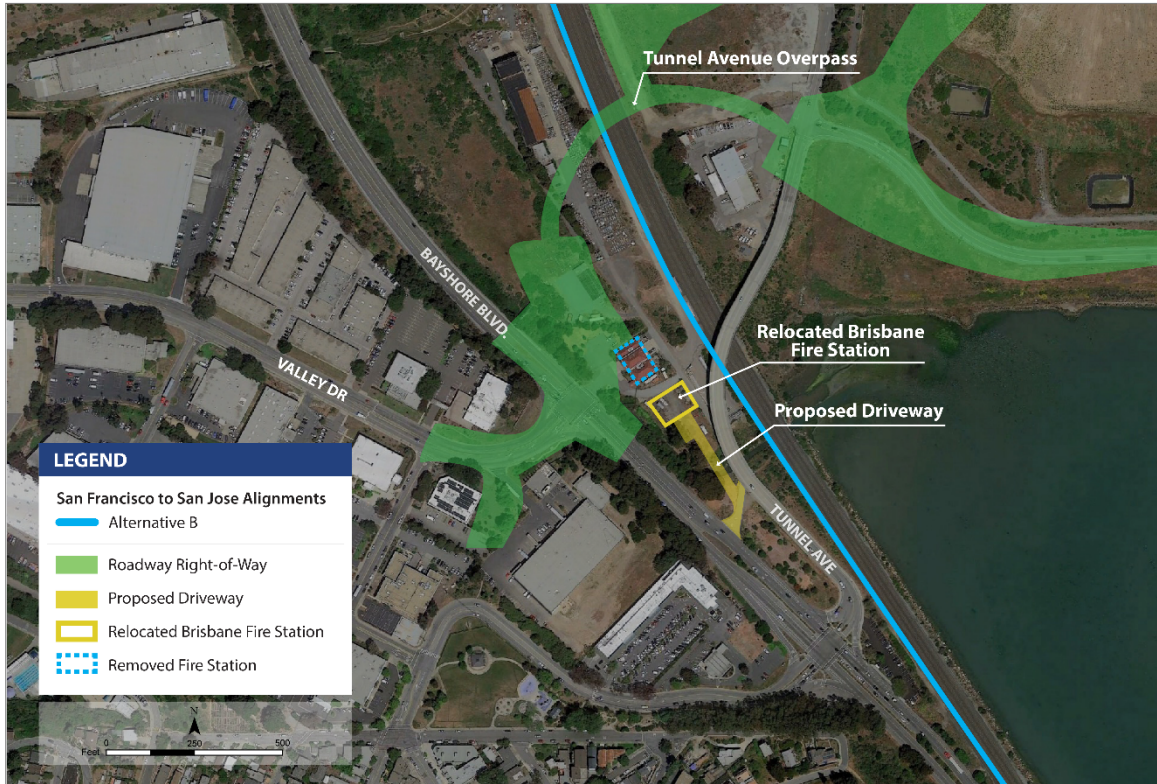 Tunnel Avenue Overpass
BAYSHORE BLVD.
VALLEY DR
Relocated Brisbane
Fire Station
Proposed Driveway
TUNNEL AVE
LEGEND
San Francisco to San Jose Alignments
Alternative B
Roadway Right-of-Way
Proposed Driveway
Relocated Brisbane Fire Station
Removed Fire Station
N
Feet
0 250 500